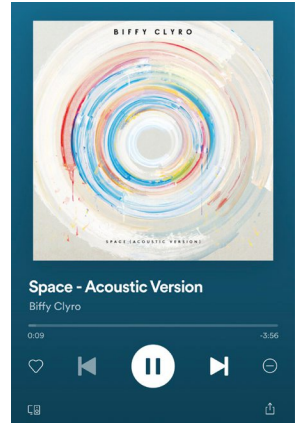 BIFFY CLYRO
SPACE (ACOUSTIC VERSION)
Space - Acoustic Version
Biffy Clyro
0:09 -3:56